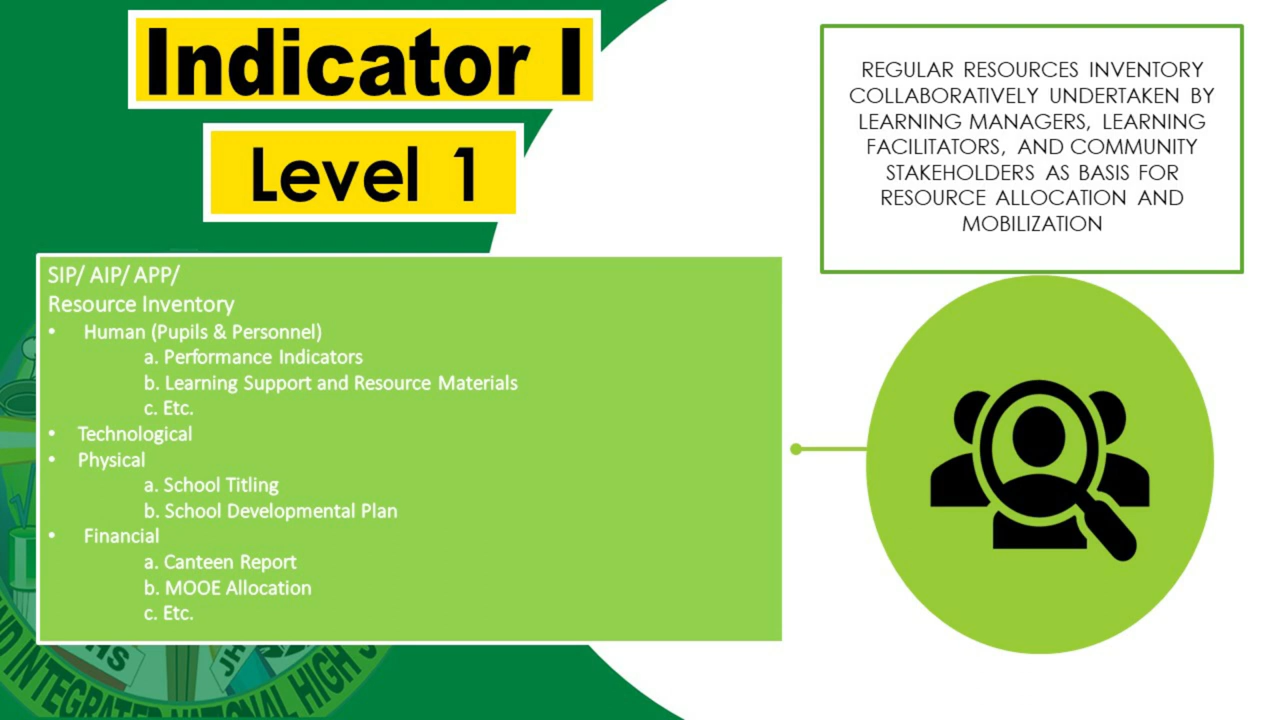 Indicator I
Level 1
REGULAR RESOURCES INVENTORY
COLLABORATIVELY UNDERTAKEN BY
LEARNING MANAGERS, LEARNING
FACILITATORS, AND COMMUNITY
STAKEHOLDERS AS BASIS FOR
RESOURCE ALLOCATION AND
MOBILIZATION
SIP/ AIP/ APP/
Resource Inventory
• Human (Pupils & Personnel)
a. Performance Indicators
b. Learning Support and Resource Materials
c. Etc.
• Technological
• Physical
a. School Titling
b. School Developmental Plan
• Financial
a. Canteen Report
b. MOOE Allocation
c. Etc.
INTEGRATED NATIONAL HIGH